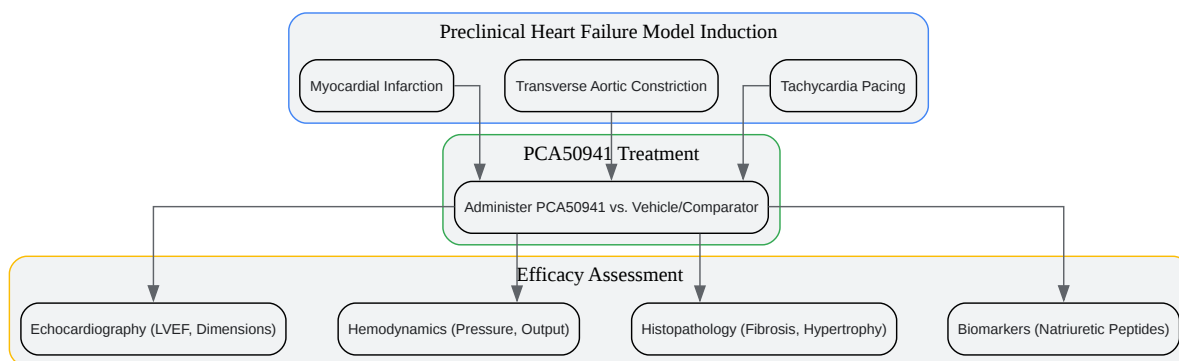 Preclinical Heart Failure Model Induction
Myocardial Infarction
Transverse Aortic Constriction
Tachycardia Pacing
PCA50941 Treatment
Administer PCA50941 vs. Vehicle/Comparator
Efficacy Assessment
Echocardiography (LVEF, Dimensions)
Hemodynamics (Pressure, Output)
Histopathology (Fibrosis, Hypertrophy)
Biomarkers (Natriuretic Peptides)